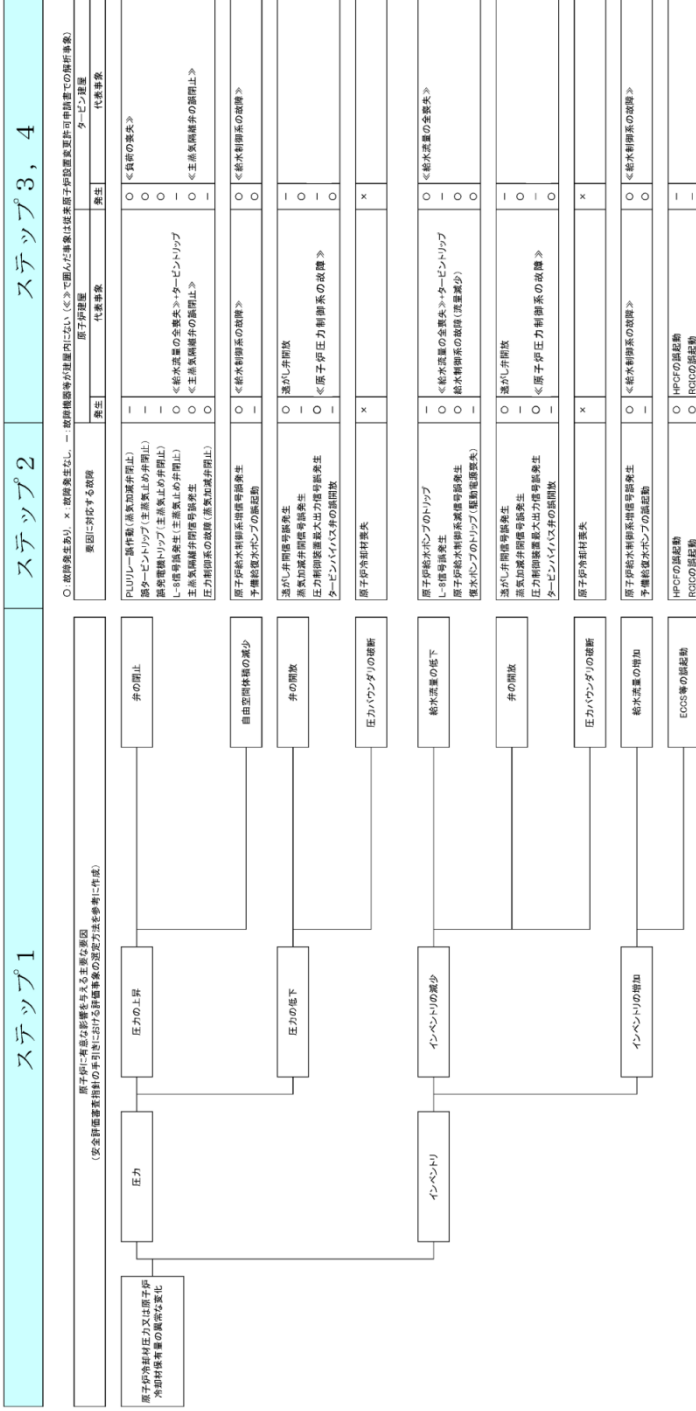 ステップ１
ステップ２
ステップ３，４
○：故障発生あり，×：故障発生なし，－：故障機器等が建屋内にない（≪≫で囲んだ事象は従来原子炉設置変更許可申請書での解析事象）
原子炉に有意な影響を与える主要な要因
（安全評価審査指針の手引きにおける評価事象の選定方法を参考に作成）
要因に対応する故障
原子炉建屋
タービン建屋
発生
代表事象
発生
代表事象
原子炉冷却材圧力又は原子炉
冷却材保有量の異常な変化
圧力
圧力の上昇
弁の閉止
PLUリレー誤作動(蒸気加減弁閉止) － ○ ≪負荷の喪失≫
誤タービントリップ(主蒸気止め弁閉止) － ○
誤発電機トリップ(主蒸気止め弁閉止) － ○
L-8信号誤発生(主蒸気止め弁閉止) ○ ≪給水流量の全喪失≫+タービントリップ －
主蒸気隔離弁閉信号誤発生 ○ ≪主蒸気隔離弁の誤閉止≫ ○ ≪主蒸気隔離弁の誤閉止≫
圧力制御系の故障(蒸気加減弁閉止) ○ －
自由空間体積の減少
原子炉給水制御系増信号誤発生 ○ ≪給水制御系の故障≫ ○ ≪給水制御系の故障≫
予備給復水ポンプの誤起動 － ○
圧力の低下
弁の開放
逃がし弁開信号誤発生 ○ 逃がし弁開放 －
蒸気加減弁開信号誤発生 － ○
圧力制御装置最大出力信号誤発生 ○ ≪原子炉圧力制御系の故障≫ －
タービンバイパス弁の誤開放 － ○
圧力バウンダリの破断
原子炉冷却材喪失 × ×
インベントリ
インベントリの減少
給水流量の低下
原子炉給水ポンプのトリップ － ○ ≪給水流量の全喪失≫
L-8信号誤発生 ○ ≪給水流量の全喪失≫+タービントリップ －
原子炉給水制御系減信号誤発生 ○ 給水制御系の故障(流量減少) ○
復水ポンプのトリップ(駆動電源喪失) － ○
弁の開放
逃がし弁開信号誤発生 ○ 逃がし弁開放 －
蒸気加減弁開信号誤発生 － ○
圧力制御装置最大出力信号誤発生 ○ ≪原子炉圧力制御系の故障≫ －
タービンバイパス弁の誤開放 － ○
圧力バウンダリの破断
原子炉冷却材喪失 × ×
インベントリの増加
給水流量の増加
原子炉給水制御系増信号誤発生 ○ ≪給水制御系の故障≫ ○ ≪給水制御系の故障≫
予備給復水ポンプの誤起動 － ○
ECCS等の誤起動
HPCFの誤起動 ○ HPCFの誤起動 －
RCICの誤起動 ○ RCICの誤起動 －